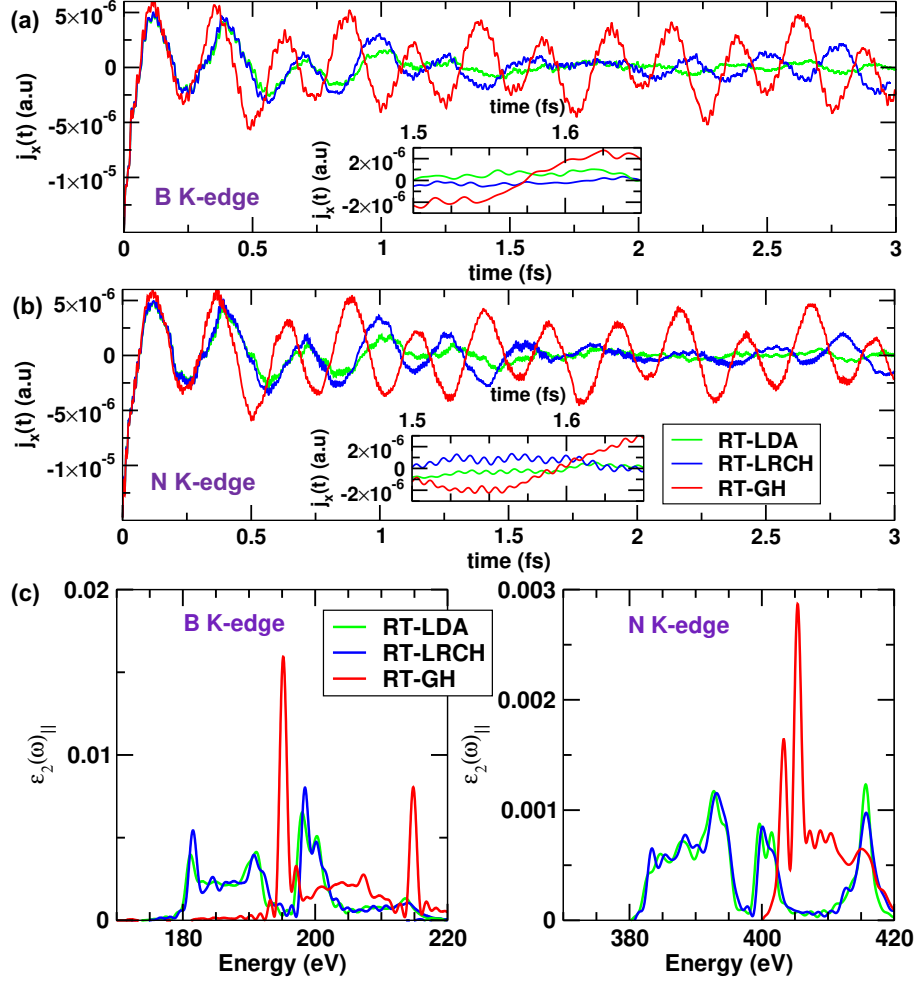 (a)
5×10⁻⁶
0
-5×10⁻⁶
-1×10⁻⁵
j_x(t) (a.u)
B K-edge
time (fs)
1.5 1.6
j_x(t) (a.u)
2×10⁻⁶
0
-2×10⁻⁶
0 0.5 1 1.5 2 2.5 3
time (fs)
(b)
5×10⁻⁶
0
-5×10⁻⁶
-1×10⁻⁵
j_x(t) (a.u)
N K-edge
time (fs)
1.5 1.6
j_x(t) (a.u)
2×10⁻⁶
0
-2×10⁻⁶
RT-LDA
RT-LRCH
RT-GH
0 0.5 1 1.5 2 2.5 3
time (fs)
(c)
0.02
0.01
0
ε₂(ω)||
B K-edge
RT-LDA
RT-LRCH
RT-GH
180 200 220
Energy (eV)
0.003
0.002
0.001
0
ε₂(ω)||
N K-edge
380 400 420
Energy (eV)